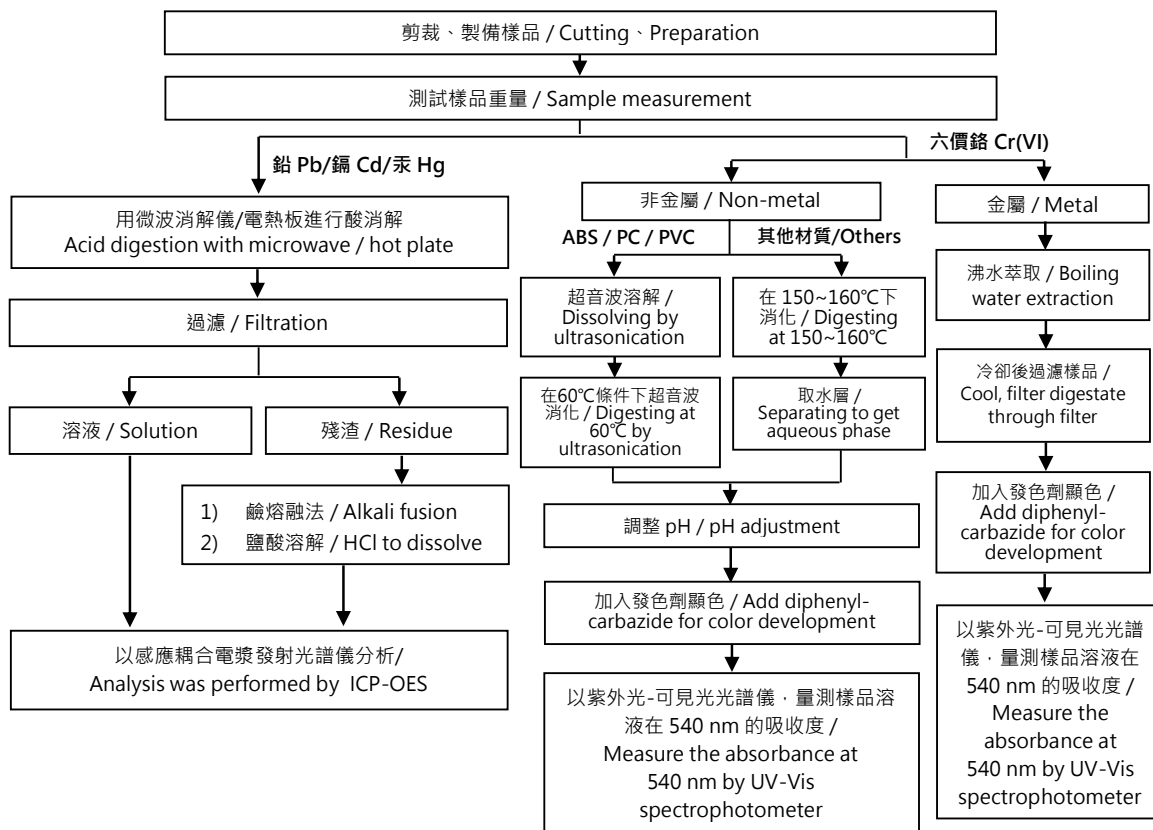 剪裁、製備樣品 / Cutting、Preparation
測試樣品重量 / Sample measurement
鉛 Pb/鎘 Cd/汞 Hg
用微波消解儀/電熱板進行酸消解
Acid digestion with microwave / hot plate
過濾 / Filtration
溶液 / Solution
殘渣 / Residue
1) 鹼熔融法 / Alkali fusion
2) 鹽酸溶解 / HCl to dissolve
以感應耦合電漿發射光譜儀分析/
Analysis was performed by ICP-OES
六價鉻 Cr(VI)
非金屬 / Non-metal
ABS / PC / PVC
超音波溶解 /
Dissolving by
ultrasonication
在60℃條件下超音波
消化 / Digesting at
60℃ by
ultrasonication
其他材質/Others
在 150~160℃下
消化 / Digesting
at 150~160℃
取水層 /
Separating to get
aqueous phase
調整 pH / pH adjustment
加入發色劑顯色 / Add diphenyl-
carbazide for color development
以紫外光-可見光光譜儀，量測樣品溶
液在 540 nm 的吸收度 /
Measure the absorbance at
540 nm by UV-Vis
spectrophotometer
金屬 / Metal
沸水萃取 / Boiling
water extraction
冷卻後過濾樣品 /
Cool, filter digestate
through filter
加入發色劑顯色 /
Add diphenyl-
carbazide for color
development
以紫外光-可見光光譜
儀，量測樣品溶液在
540 nm 的吸收度 /
Measure the
absorbance at
540 nm by UV-Vis
spectrophotometer